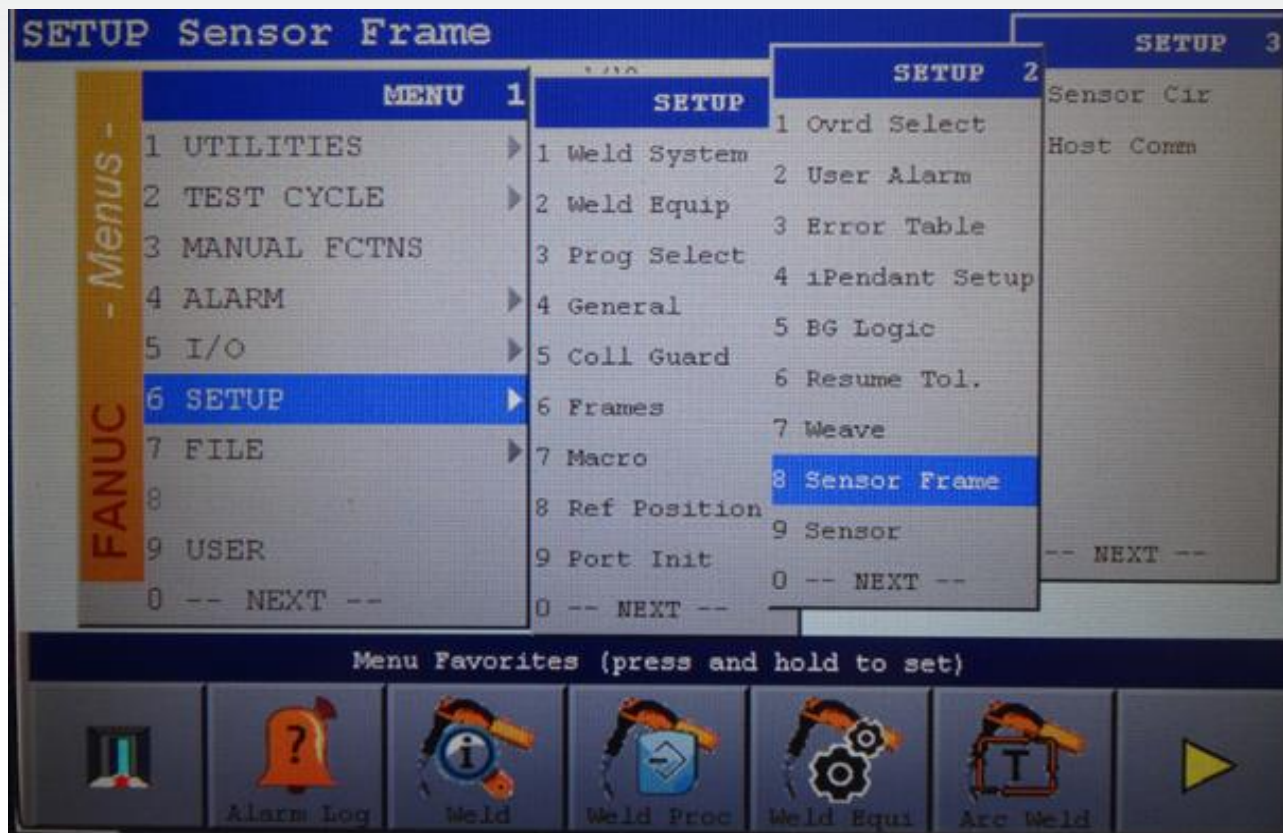 SETUP Sensor Frame
FANUC - Menus -
MENU 1
1 UTILITIES
2 TEST CYCLE
3 MANUAL FCTNS
4 ALARM
5 I/O
6 SETUP
7 FILE
8
9 USER
0 -- NEXT --
SETUP
1 Weld System
2 Weld Equip
3 Prog Select
4 General
5 Coll Guard
6 Frames
7 Macro
8 Ref Position
9 Port Init
0 -- NEXT --
SETUP 2
1 Ovrd Select
2 User Alarm
3 Error Table
4 iPendant Setup
5 BG Logic
6 Resume Tol.
7 Weave
8 Sensor Frame
9 Sensor
0 -- NEXT --
SETUP 3
Sensor Cir
Host Comm
-- NEXT --
Menu Favorites (press and hold to set)
Alarm Log
Weld
Weld Proc
Weld Equi
Arc Weld